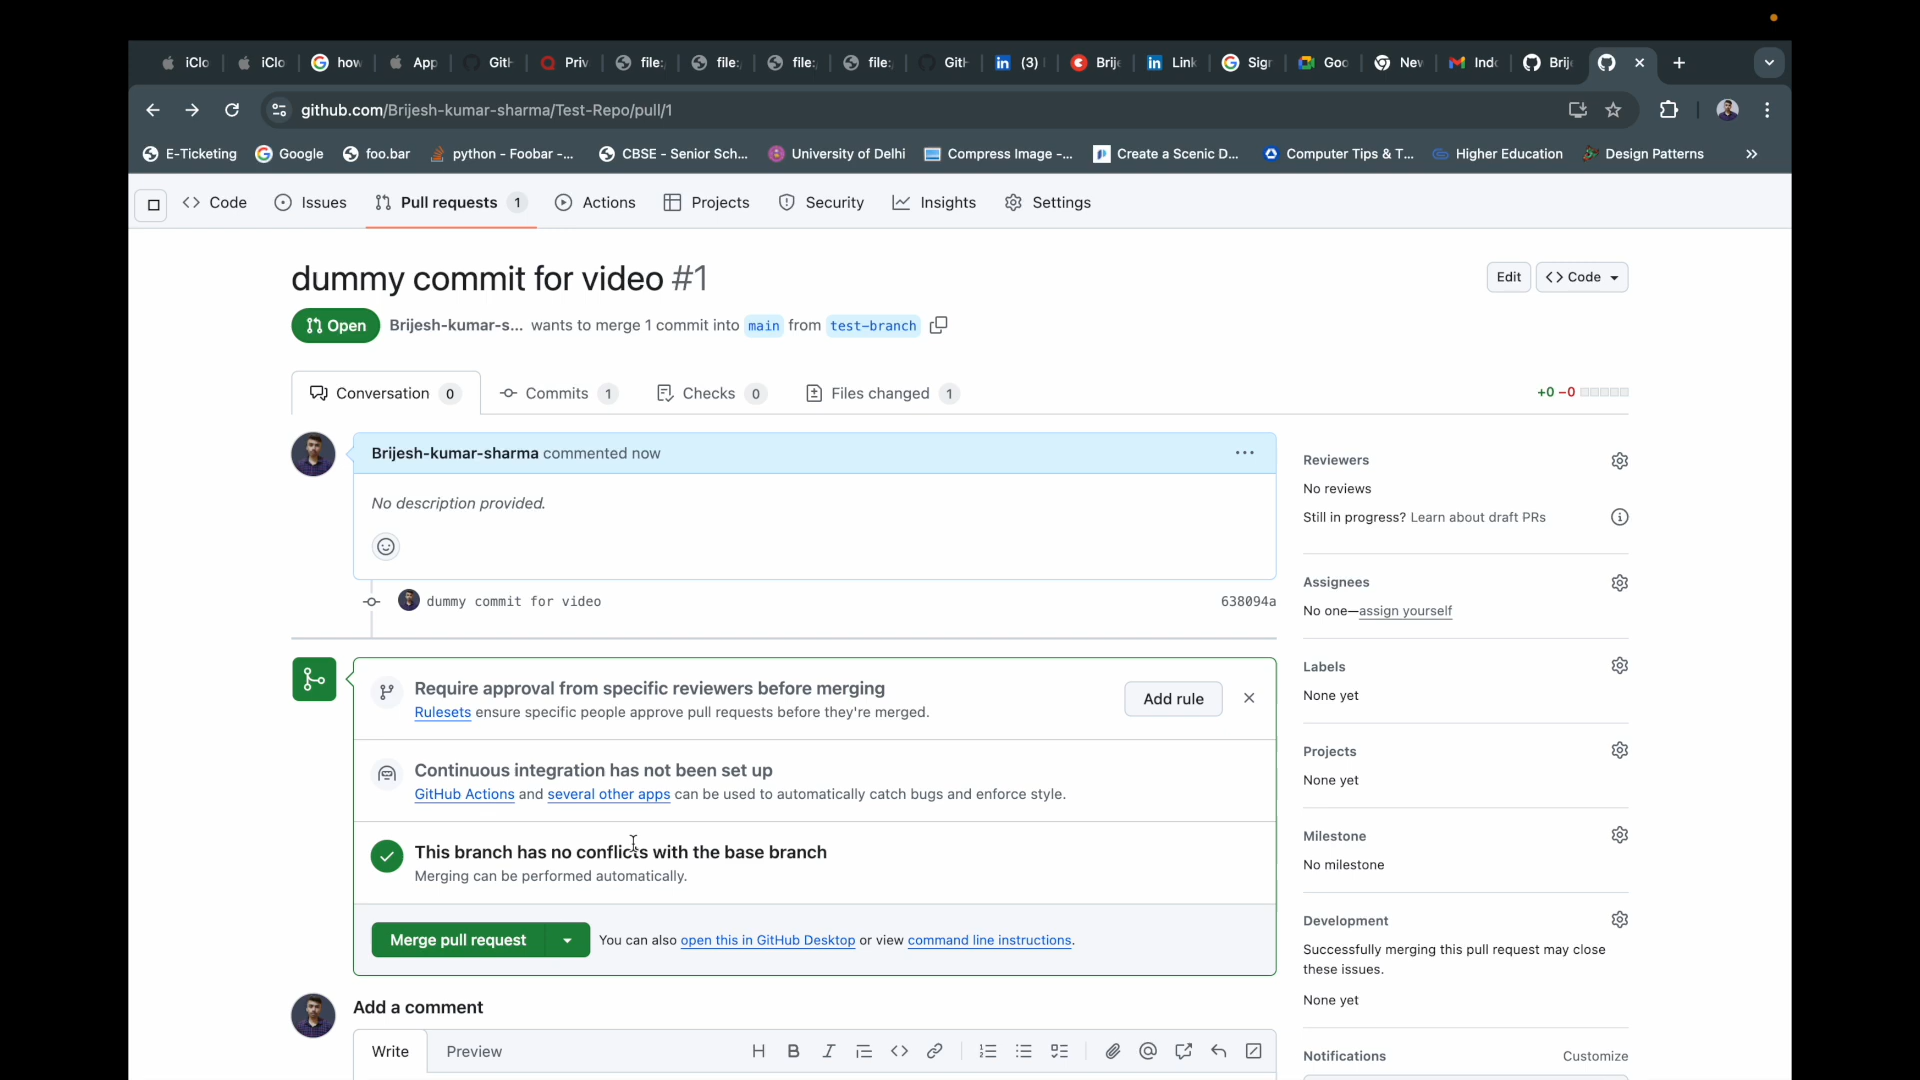 iClo iClo how App Gith Priv file: file: file: file: Gith (3) Brije Link Sign Goo New Indo Brije
github.com/Brijesh-kumar-sharma/Test-Repo/pull/1
E-Ticketing Google foo.bar python - Foobar -... CBSE - Senior Sch... University of Delhi Compress Image -... Create a Scenic D... Computer Tips & T... Higher Education Design Patterns »
Code Issues Pull requests 1 Actions Projects Security Insights Settings
dummy commit for video #1
Edit <> Code
Open Brijesh-kumar-s... wants to merge 1 commit into main from test-branch
Conversation 0 Commits 1 Checks 0 Files changed 1 +0 −0
Brijesh-kumar-sharma commented now
No description provided.
dummy commit for video 638094a
Require approval from specific reviewers before merging
Rulesets ensure specific people approve pull requests before they're merged.
Add rule
Continuous integration has not been set up
GitHub Actions and several other apps can be used to automatically catch bugs and enforce style.
This branch has no conflicts with the base branch
Merging can be performed automatically.
Merge pull request You can also open this in GitHub Desktop or view command line instructions.
Add a comment
Write Preview
Reviewers
No reviews
Still in progress? Learn about draft PRs
Assignees
No one—assign yourself
Labels
None yet
Projects
None yet
Milestone
No milestone
Development
Successfully merging this pull request may close
these issues.
None yet
Notifications Customize